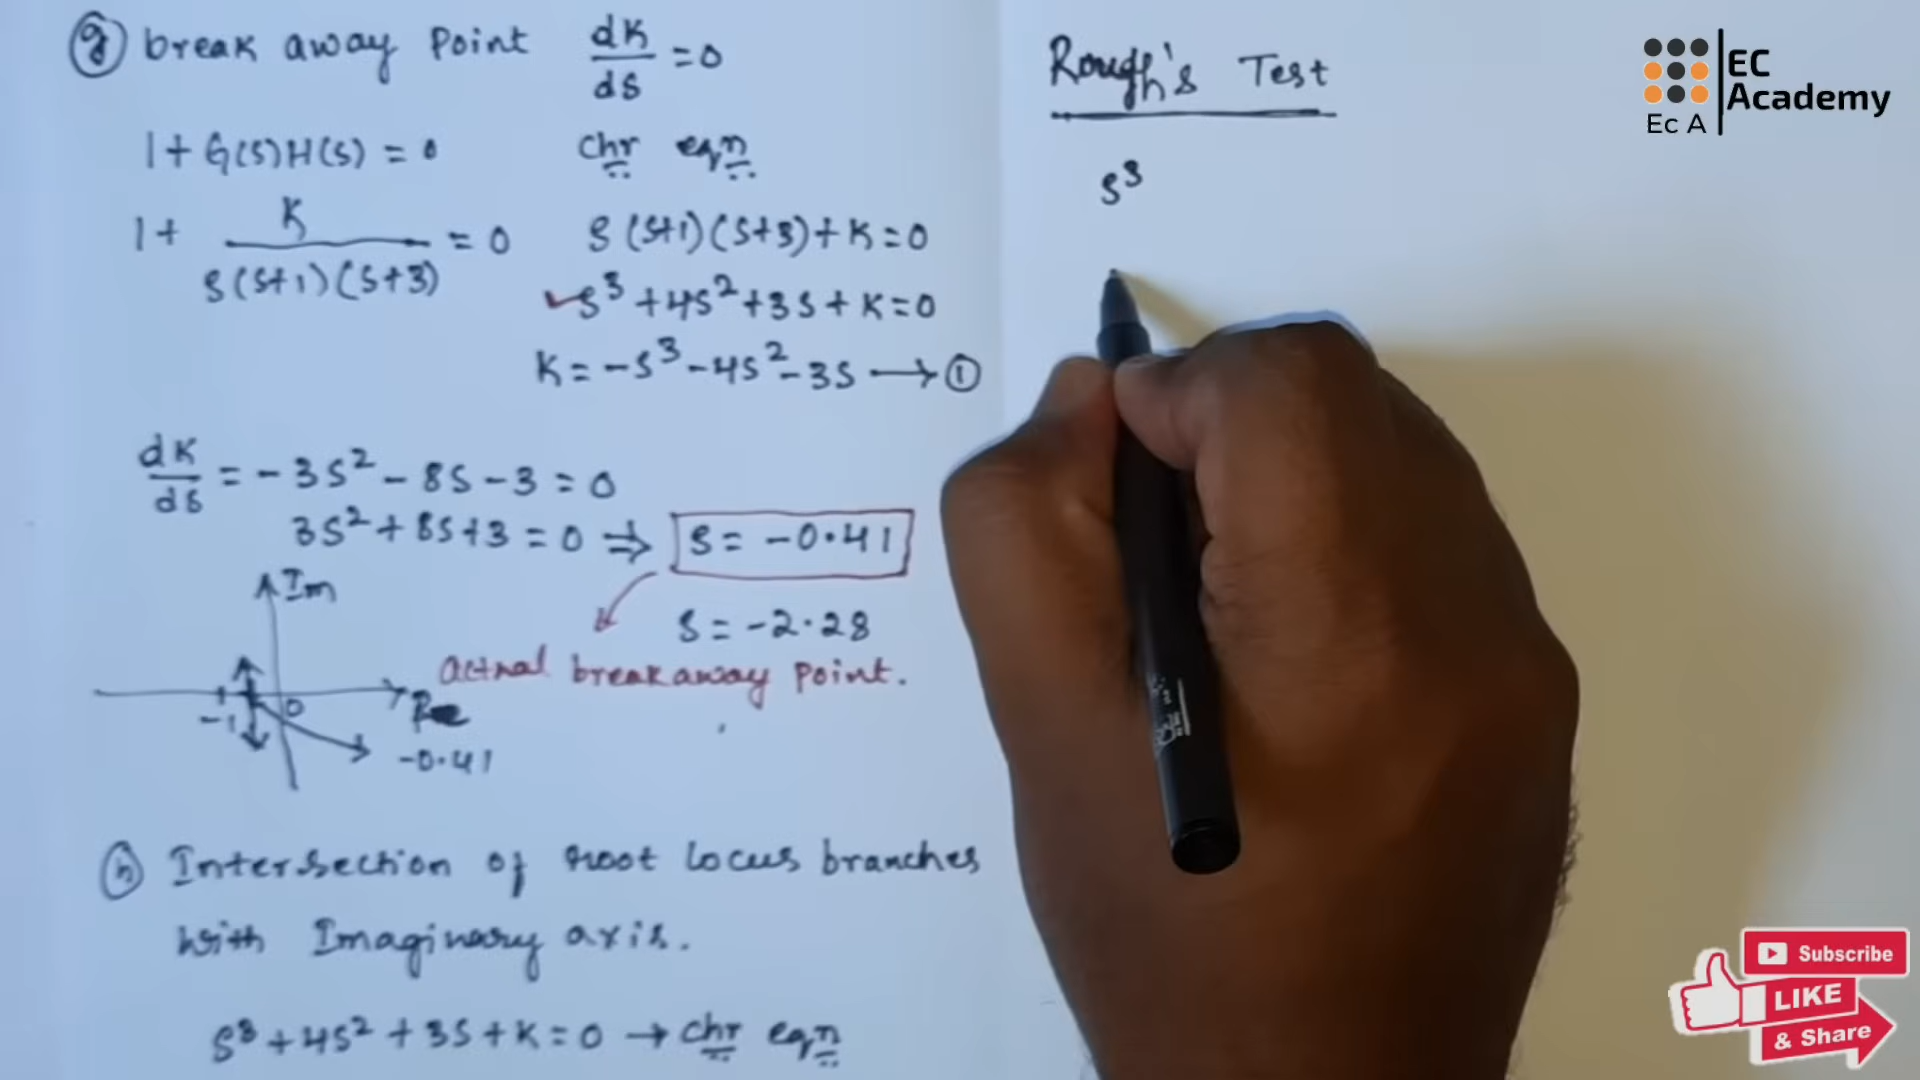 g break away point dK/ds = 0
1 + G(s)H(s) = 0 chr eqn
1 + K / s(s+1)(s+3) = 0 s(s+1)(s+3) + K = 0
s³ + 4s² + 3s + K = 0
K = -s³ - 4s² - 3s → ①
dK/ds = -3s² - 8s - 3 = 0
3s² + 8s + 3 = 0 ⇒ s = -0.41
s = -2.28
Actual breakaway point.
Im
Re
-1
0
-0.41
h Intersection of root locus branches
with Imaginary axis.
s³ + 4s² + 3s + K = 0 → chr eqn
Rough's Test
s³
EC
Academy
Ec A
Subscribe
LIKE
& Share